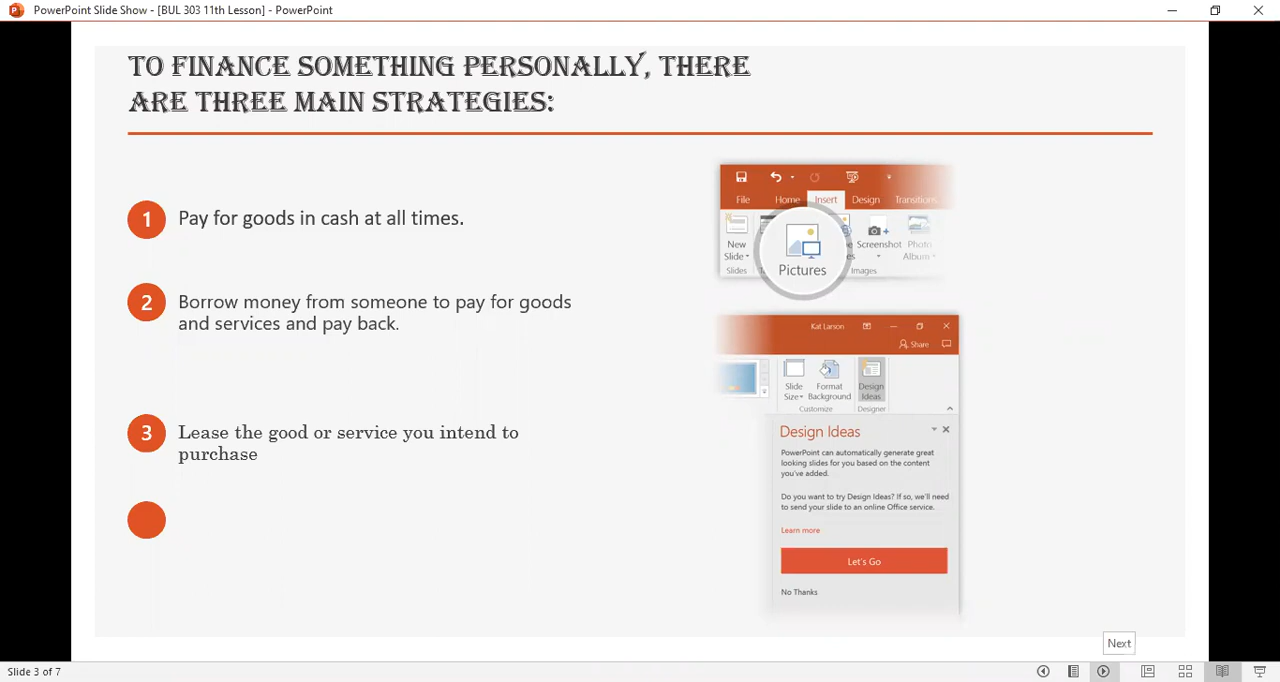 PowerPoint Slide Show - [BUL 303 11th Lesson] - PowerPoint
TO FINANCE SOMETHING PERSONALLY, THERE
ARE THREE MAIN STRATEGIES:
1 Pay for goods in cash at all times.
2 Borrow money from someone to pay for goods
and services and pay back.
3 Lease the good or service you intend to
purchase
File Home Insert Design Transitions
New
Slide
Screenshot
Photo
Album
Pictures
Slides
Images
Kat Larson
Share
Slide
Size
Format
Background
Design
Ideas
Customize
Designer
Design Ideas
PowerPoint can automatically generate great
looking slides for you based on the content
you've added.
Do you want to try Design Ideas? If so, we'll need
to send your slide to an online Office service.
Learn more
Let's Go
No Thanks
Next
Slide 3 of 7